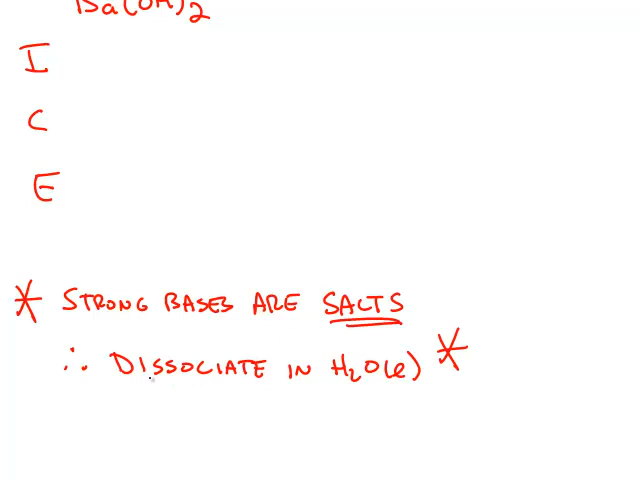 Ba(OH)2
I
C
E
* STRONG BASES ARE SALTS
∴ DISSOCIATE IN H2O(l) *